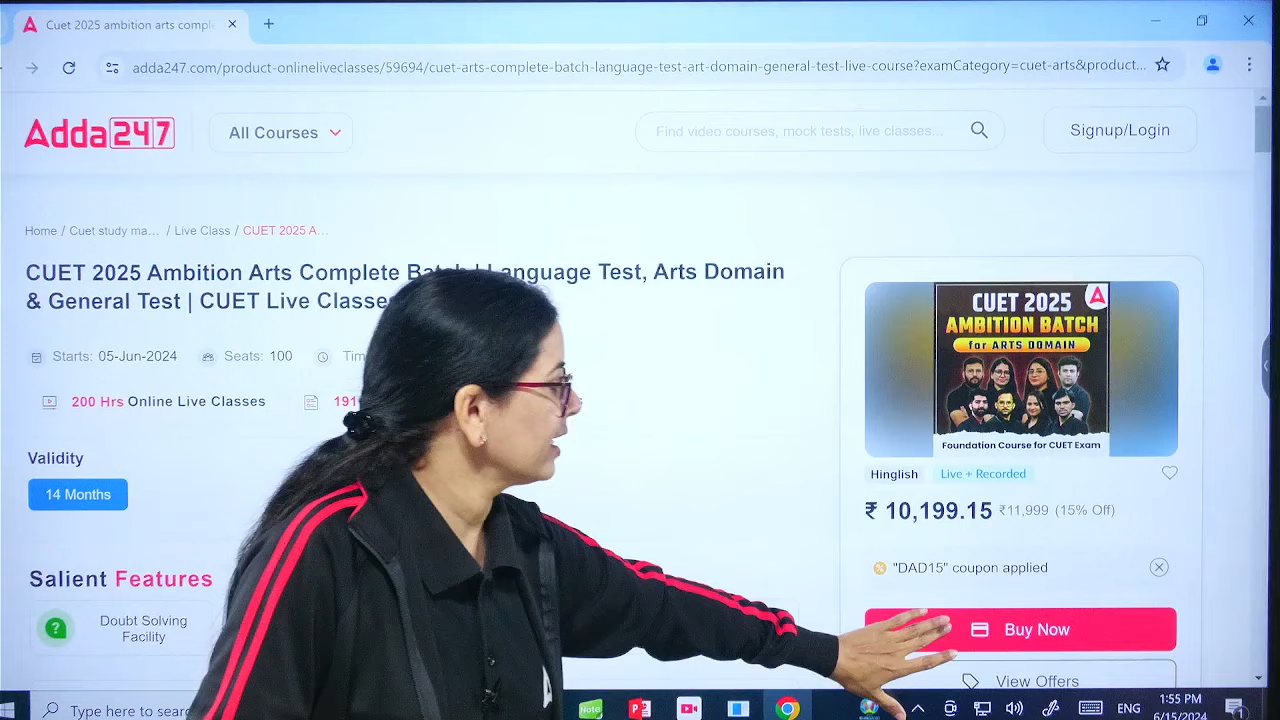 Cuet 2025 ambition arts compl
adda247.com/product-onlineliveclasses/59694/cuet-arts-complete-batch-language-test-art-domain-general-test-live-course?examCategory=cuet-arts&product...
Adda247
All Courses
Find video courses, mock tests, live classes...
Signup/Login
Home / Cuet study ma... / Live Class / CUET 2025 A...
CUET 2025 Ambition Arts Complete Batch | Language Test, Arts Domain
& General Test | CUET Live Classe
Starts: 05-Jun-2024
Seats: 100
Tim
200 Hrs Online Live Classes
191
Validity
14 Months
Salient Features
Doubt Solving
Facility
CUET 2025
AMBITION BATCH
for ARTS DOMAIN
Foundation Course for CUET Exam
Hinglish
Live + Recorded
₹ 10,199.15 ₹11,999 (15% Off)
"DAD15" coupon applied
Buy Now
View Offers
Type here to searc
Note
ENG
1:55 PM
6/15/2024